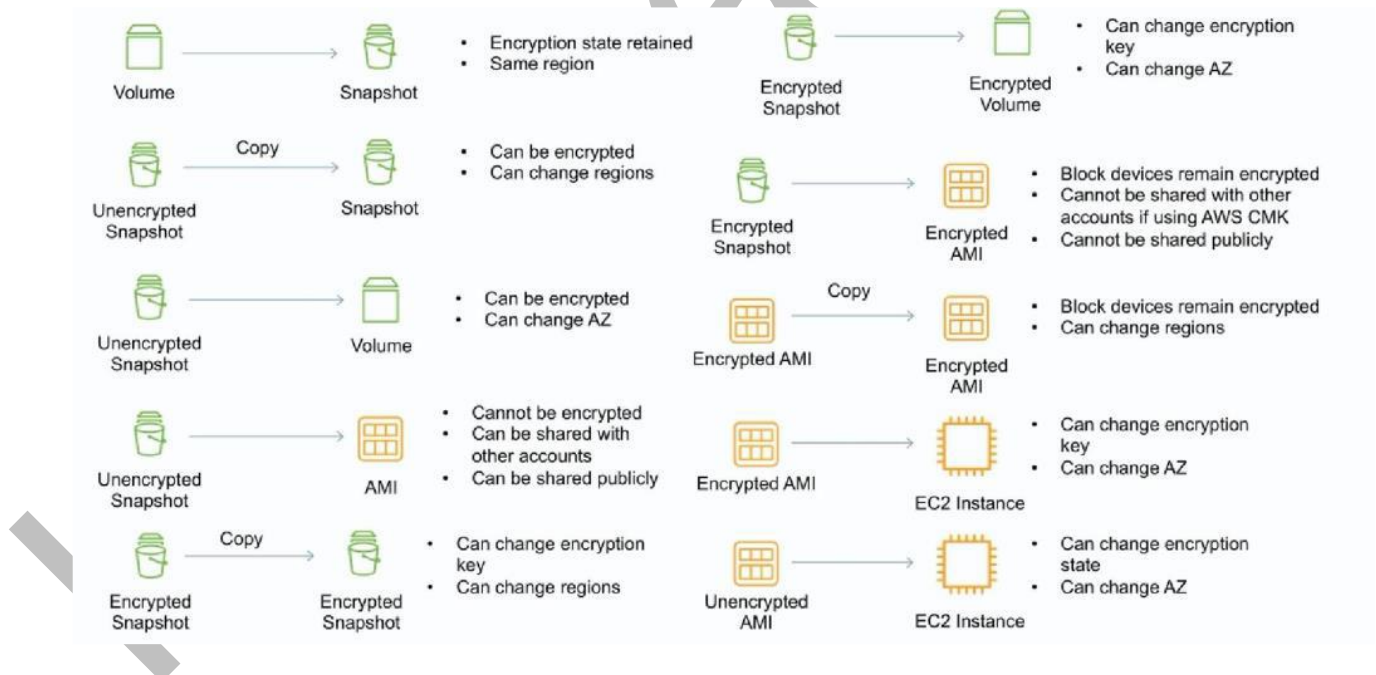 Volume
Snapshot
• Encryption state retained
• Same region
Copy
Unencrypted
Snapshot
Snapshot
• Can be encrypted
• Can change regions
Unencrypted
Snapshot
Volume
• Can be encrypted
• Can change AZ
Unencrypted
Snapshot
AMI
• Cannot be encrypted
• Can be shared with
other accounts
• Can be shared publicly
Copy
Encrypted
Snapshot
Encrypted
Snapshot
• Can change encryption
key
• Can change regions
Encrypted
Snapshot
Encrypted
Volume
• Can change encryption
key
• Can change AZ
Encrypted
Snapshot
Encrypted
AMI
• Block devices remain encrypted
• Cannot be shared with other
accounts if using AWS CMK
• Cannot be shared publicly
Copy
Encrypted AMI
Encrypted
AMI
• Block devices remain encrypted
• Can change regions
Encrypted AMI
EC2 Instance
• Can change encryption
key
• Can change AZ
Unencrypted
AMI
EC2 Instance
• Can change encryption
state
• Can change AZ